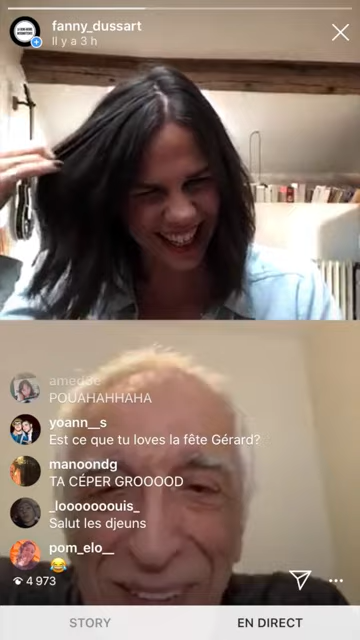 fanny_dussart
Il y a 3 h
POUAHAHHAHA
yoann__s
Est ce que tu loves la fête Gérard?
manoondg
TA CÉPER GROOOOD
_looooooouis_
Salut les djeuns
pom_elo__
😂
4 973
STORY
EN DIRECT